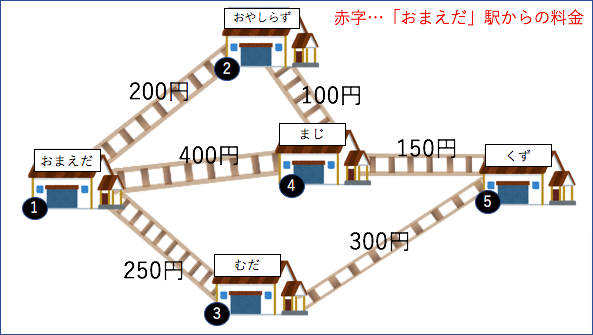 赤字…「おまえだ」駅からの料金
おやしらず
2
200円
100円
まじ
おまえだ
400円
150円
くず
4
5
1
300円
250円
むだ
3